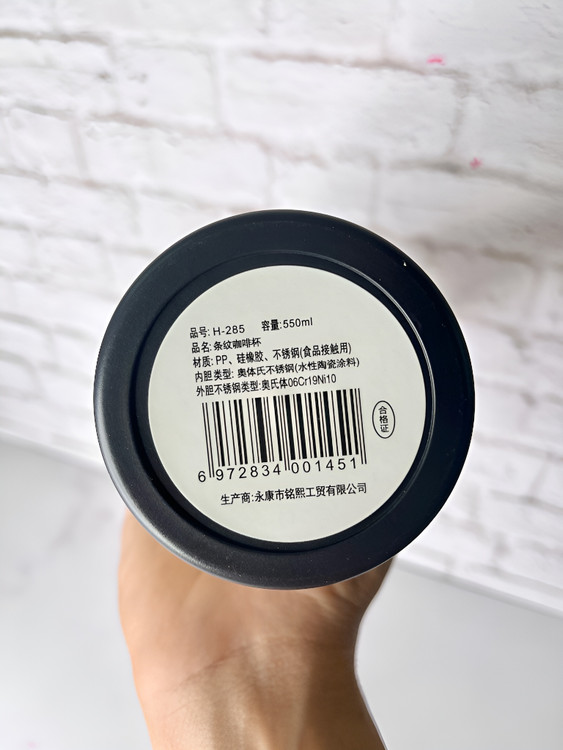 品号: H-285 容量:550ml
品名: 条纹咖啡杯
材质: PP、硅橡胶、不锈钢(食品接触用)
内胆类型: 奥体氏不锈钢(水性陶瓷涂料)
外胆不锈钢类型:奥氏体06Cr19Ni10
合格证
6 972834 001451
生产商:永康市铭熙工贸有限公司